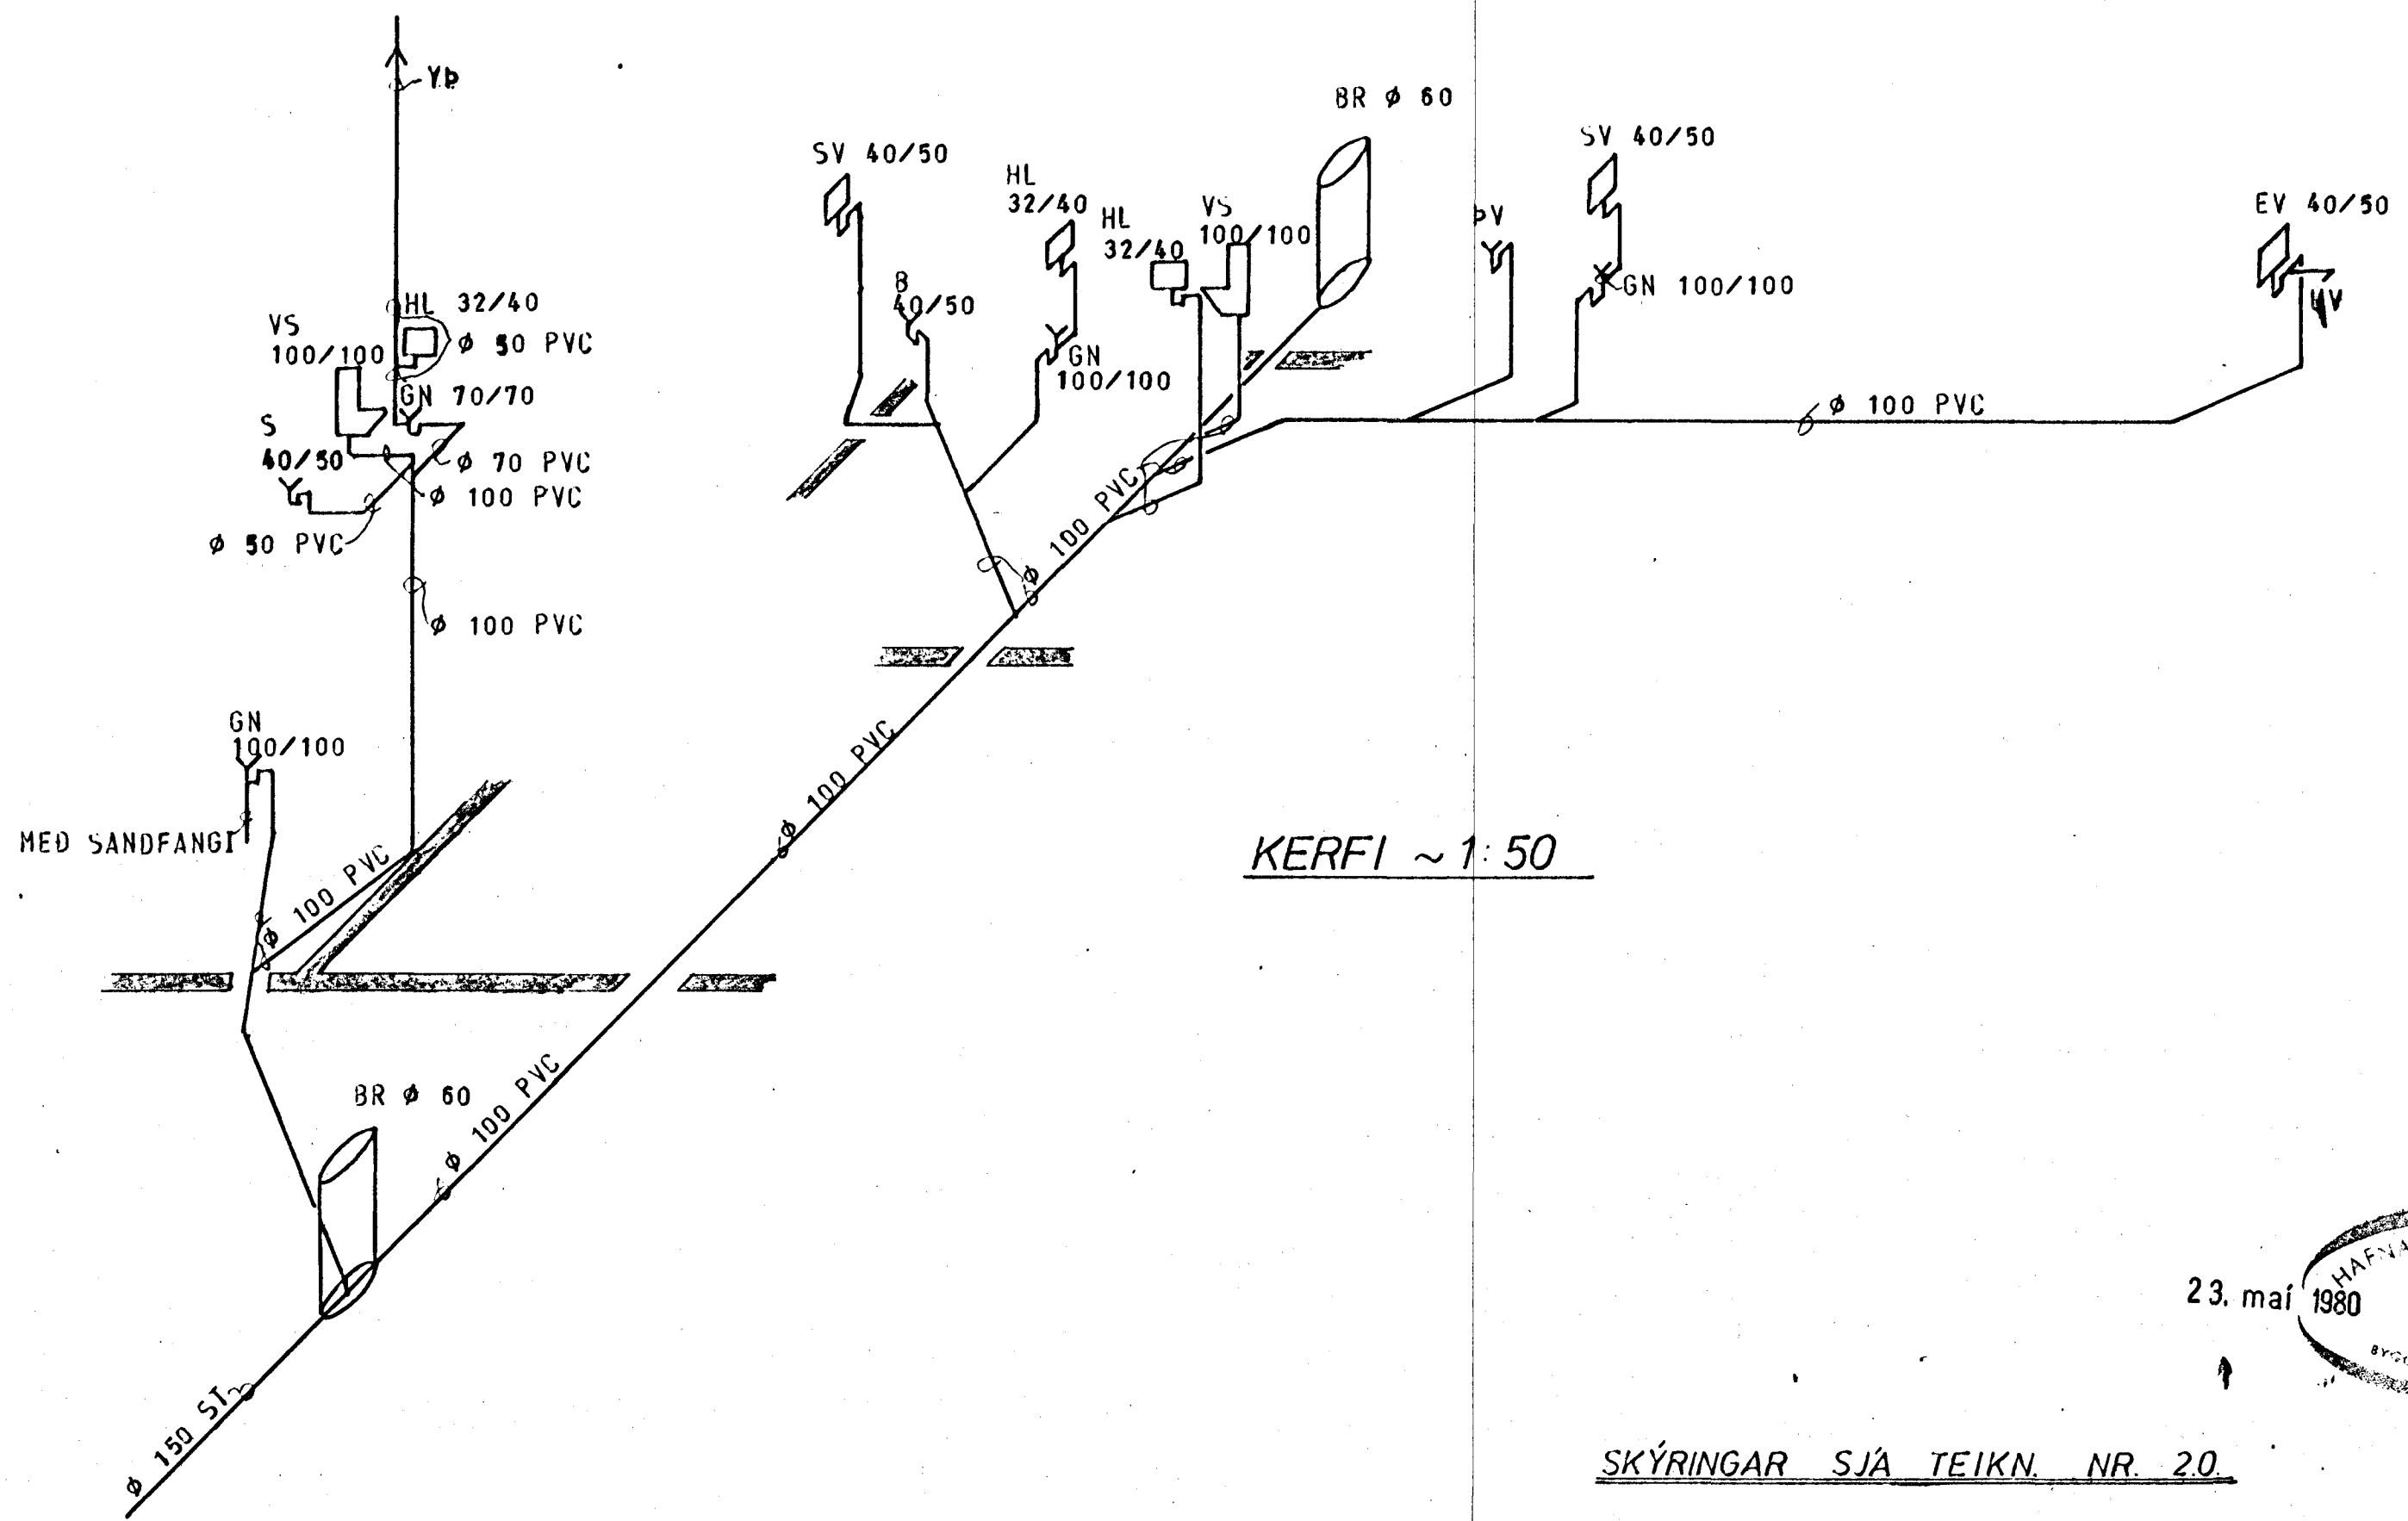 YÞ
BR ø 60
SV 40/50
SV 40/50
HL
32/40
HL
32/40
VS
100/100
ÞV
EV 40/50
B
40/50
GN 100/100
HL 32/40
VS
100/100
ø 50 PVC
GN
100/100
GN 70/70
ø 100 PVC
S
40/50
ø 70 PVC
ø 100 PVC
ø 50 PVC
ø 100 PVC
ø 100 PVC
GN
100/100
ø 100 PVC
MEÐ SANDFANGI
ø 100 PVC
KERFI ~ 1:50
BR ø 60
ø 100 PVC
23. maí 1980
ø 150 ST
SKÝRINGAR SJÁ TEIKN. NR. 2.0.